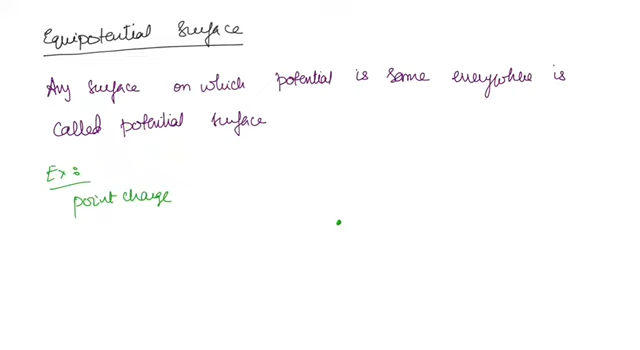 Equipotential Surface
Any surface on which potential is same everywhere is
called potential surface
Ex :
point charge